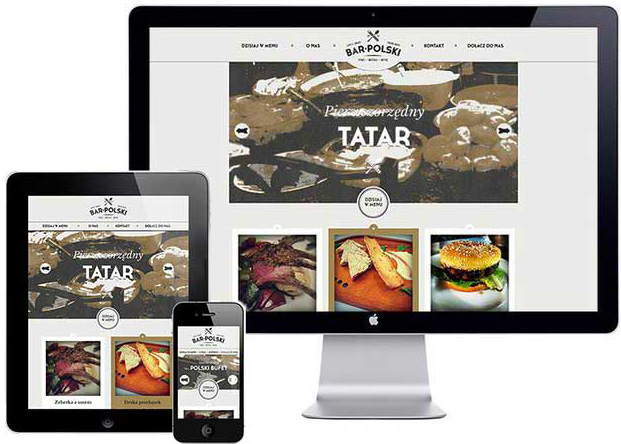 DZISIAJ W MENU • O NAS • BAR•POLSKI • KONTAKT • DOŁĄCZ DO NAS
Pierwszorzędny
TATAR
DZISIAJ
W MENU
BAR•POLSKI
DZISIAJ W MENU • O NAS • KONTAKT • DOŁĄCZ DO NAS
Pierwszorzędny
TATAR
DZISIAJ
W MENU
Żeberka z sosem
Deska przekąsek
BAR•POLSKI
POLSKI BUFET
DZISIAJ
W MENU